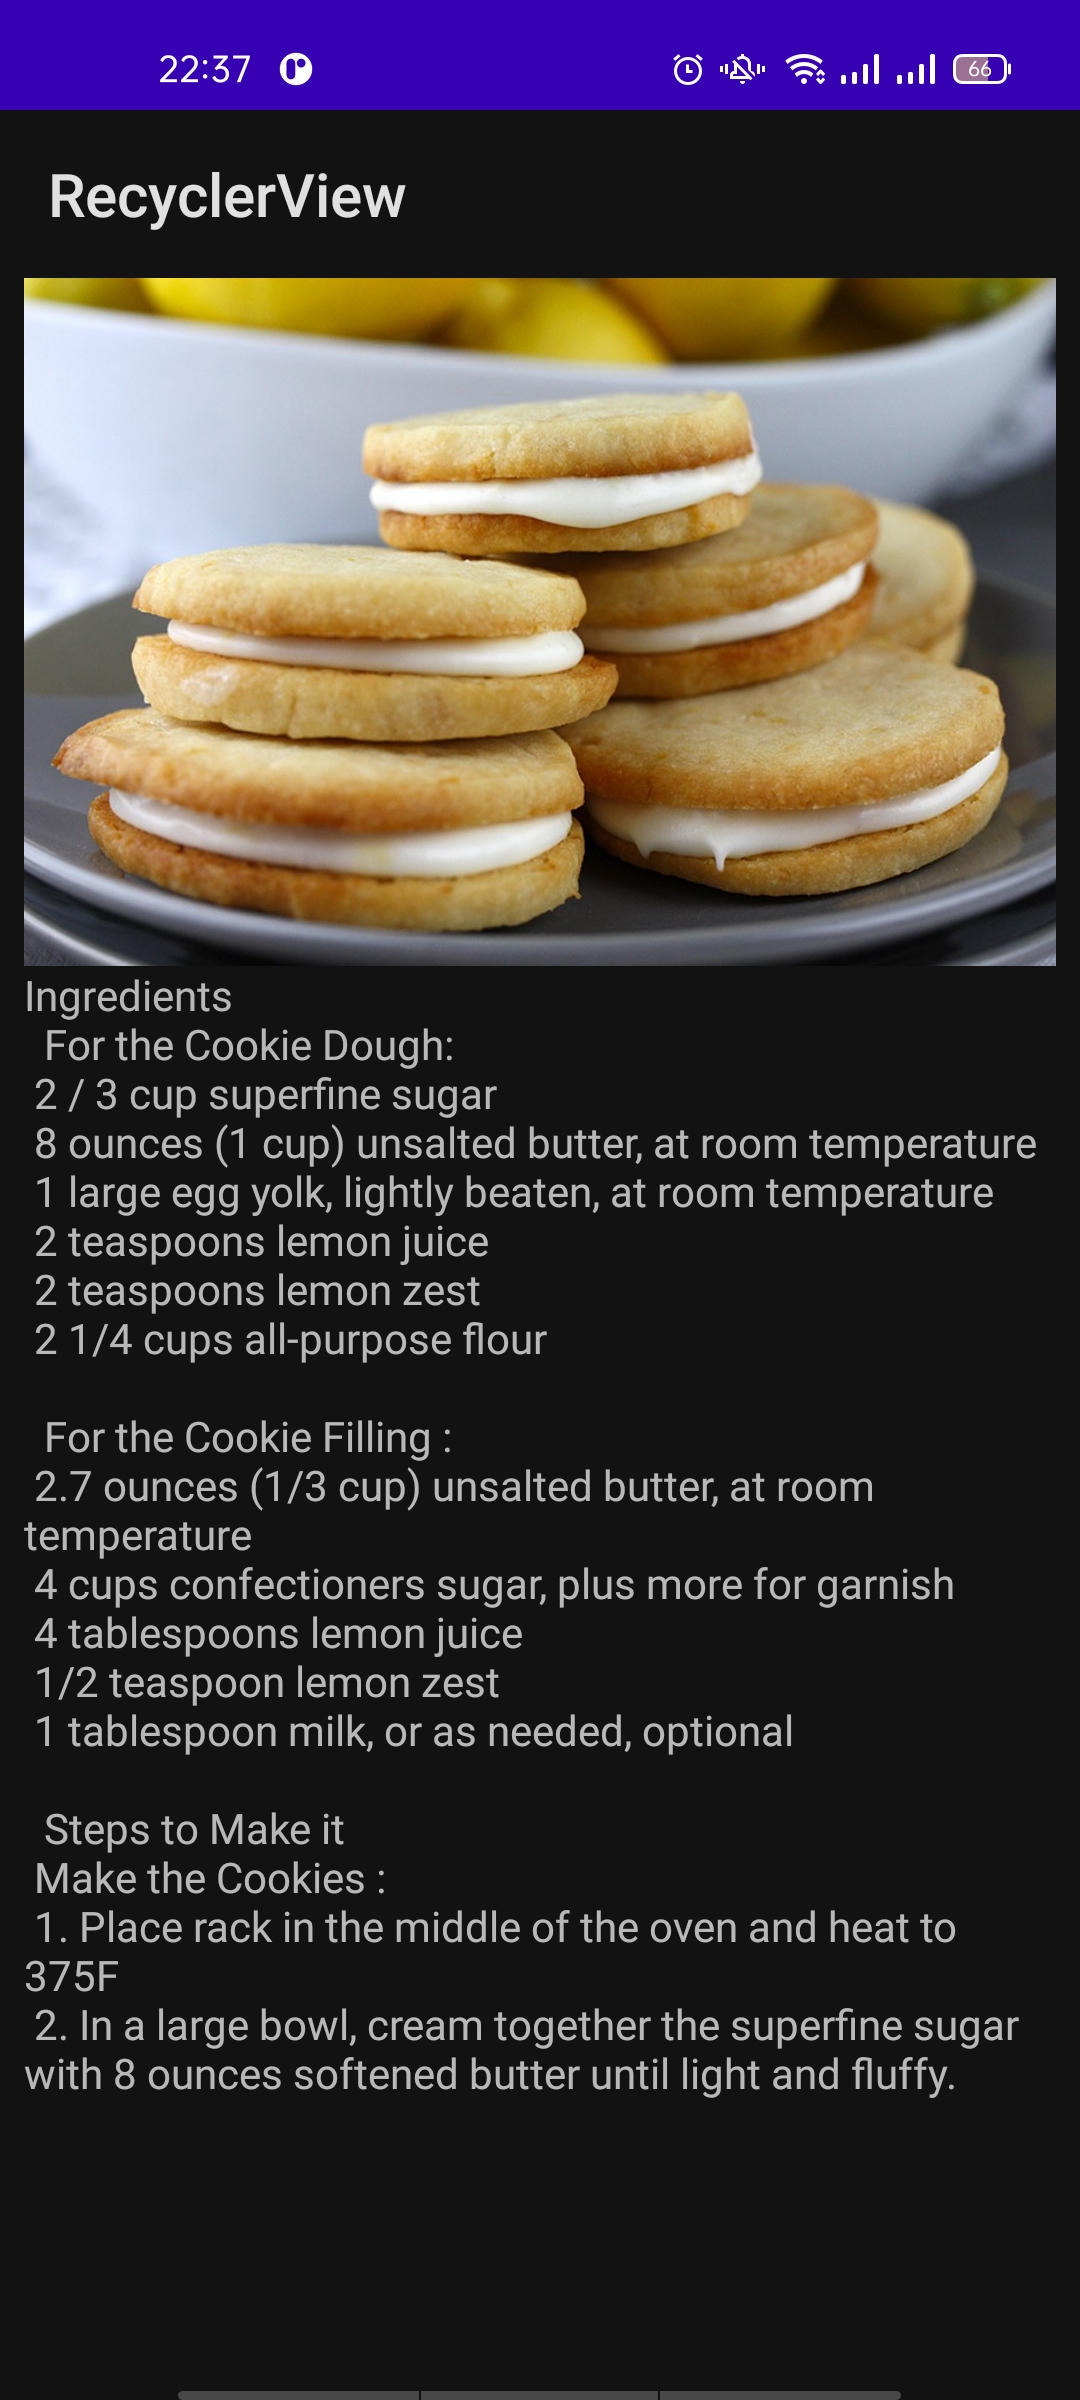 22:37
66
RecyclerView
Ingredients
For the Cookie Dough:
2 / 3 cup superfine sugar
8 ounces (1 cup) unsalted butter, at room temperature
1 large egg yolk, lightly beaten, at room temperature
2 teaspoons lemon juice
2 teaspoons lemon zest
2 1/4 cups all-purpose flour
For the Cookie Filling :
2.7 ounces (1/3 cup) unsalted butter, at room
temperature
4 cups confectioners sugar, plus more for garnish
4 tablespoons lemon juice
1/2 teaspoon lemon zest
1 tablespoon milk, or as needed, optional
Steps to Make it
Make the Cookies :
1. Place rack in the middle of the oven and heat to
375F
2. In a large bowl, cream together the superfine sugar
with 8 ounces softened butter until light and fluffy.